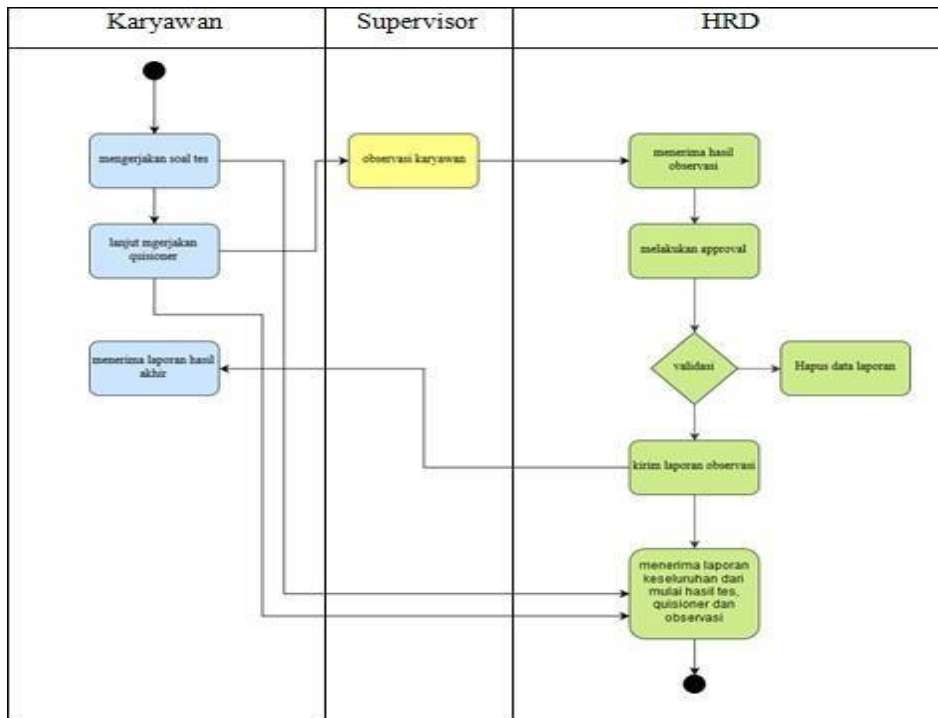 Karyawan
Supervisor
HRD
mengerjakan soal tes
observasi karyawan
menerima hasil
observasi
lanjut mgerjakan
quisioner
melakukan approval
menerima laporan hasil
akhir
validasi
Hapus data laporan
kirim laporan observasi
menerima laporan
keseluruhan dari
mulai hasil tes,
quisioner dan
observasi